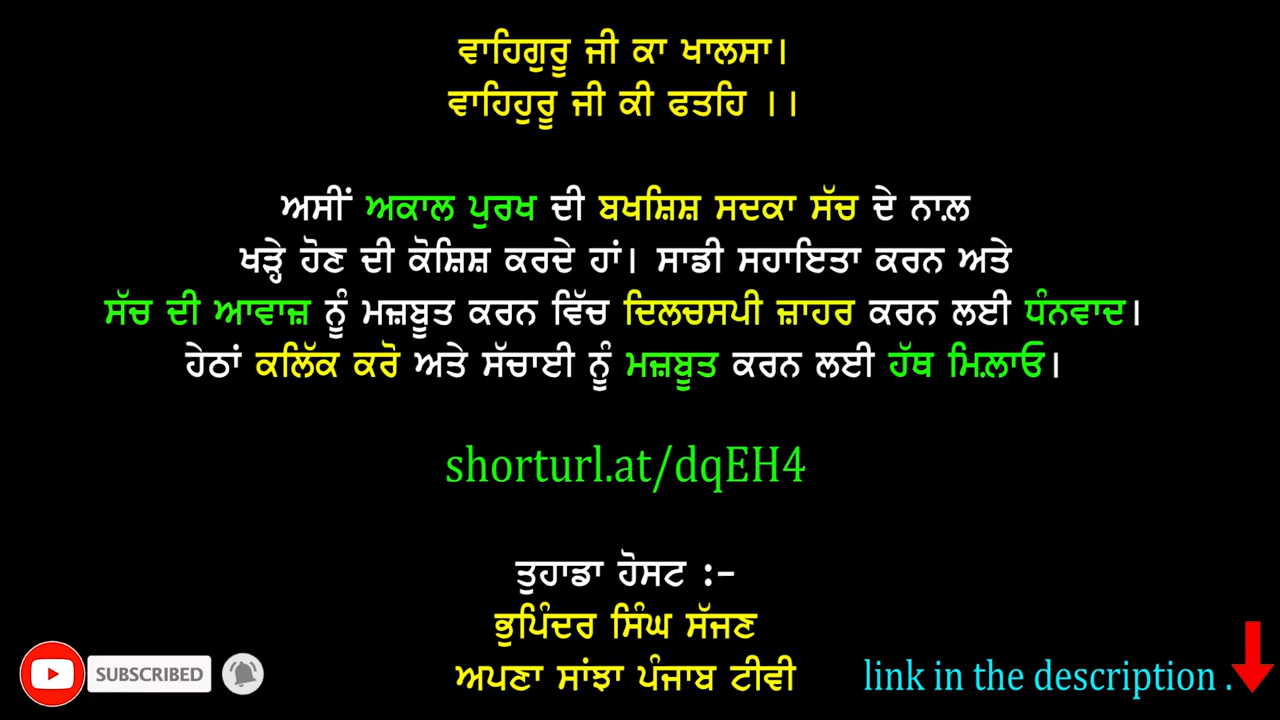 ਵਾਹਿਗੁਰੂ ਜੀ ਕਾ ਖਾਲਸਾ।
ਵਾਹਿਹੁਰੂ ਜੀ ਕੀ ਫਤਹਿ ।।
ਅਸੀਂ ਅਕਾਲ ਪੁਰਖ ਦੀ ਬਖਸ਼ਿਸ਼ ਸਦਕਾ ਸੱਚ ਦੇ ਨਾਲ਼
ਖੜ੍ਹੇ ਹੋਣ ਦੀ ਕੋਸ਼ਿਸ਼ ਕਰਦੇ ਹਾਂ। ਸਾਡੀ ਸਹਾਇਤਾ ਕਰਨ ਅਤੇ
ਸੱਚ ਦੀ ਆਵਾਜ਼ ਨੂੰ ਮਜ਼ਬੂਤ ਕਰਨ ਵਿੱਚ ਦਿਲਚਸਪੀ ਜ਼ਾਹਰ ਕਰਨ ਲਈ ਧੰਨਵਾਦ।
ਹੇਠਾਂ ਕਲਿੱਕ ਕਰੋ ਅਤੇ ਸੱਚਾਈ ਨੂੰ ਮਜ਼ਬੂਤ ਕਰਨ ਲਈ ਹੱਥ ਮਿਲ਼ਾਓ।
shorturl.at/dqEH4
ਤੁਹਾਡਾ ਹੋਸਟ :-
ਭੁਪਿੰਦਰ ਸਿੰਘ ਸੱਜਣ
ਅਪਣਾ ਸਾਂਝਾ ਪੰਜਾਬ ਟੀਵੀ
SUBSCRIBED
link in the description .